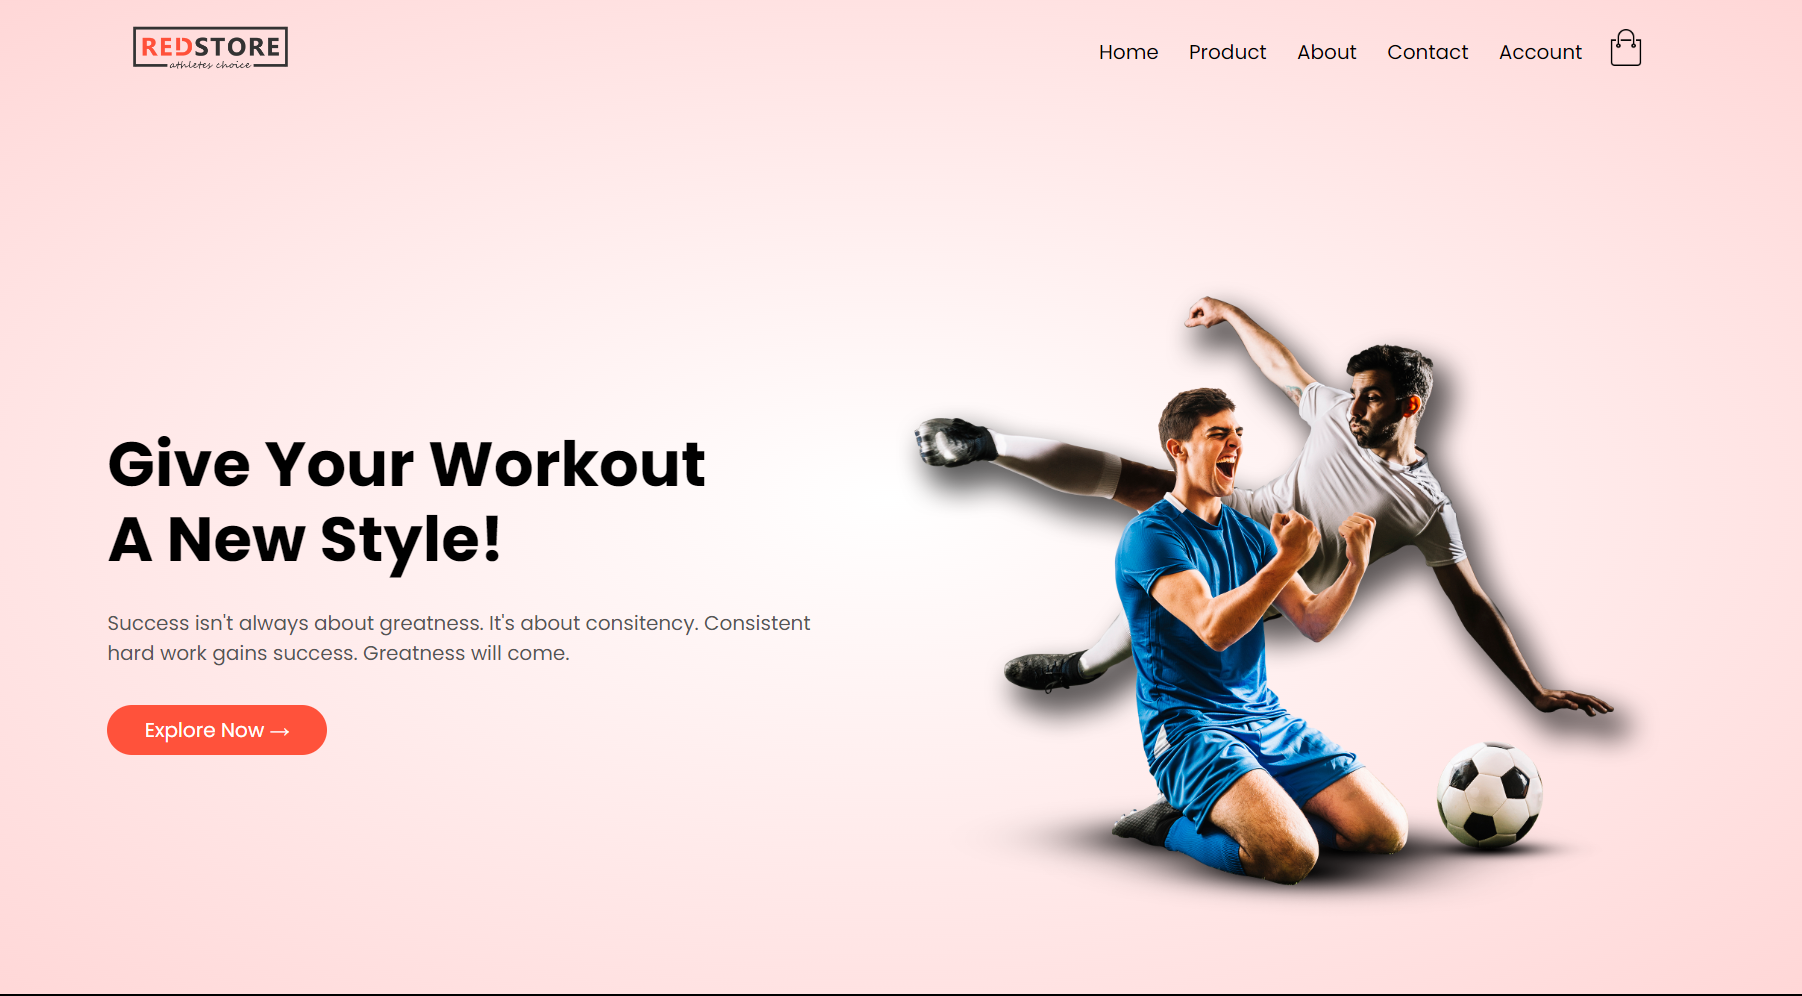 REDSTORE
athletes choice
Home Product About Contact Account
Give Your Workout
A New Style!
Success isn't always about greatness. It's about consitency. Consistent
hard work gains success. Greatness will come.
Explore Now →